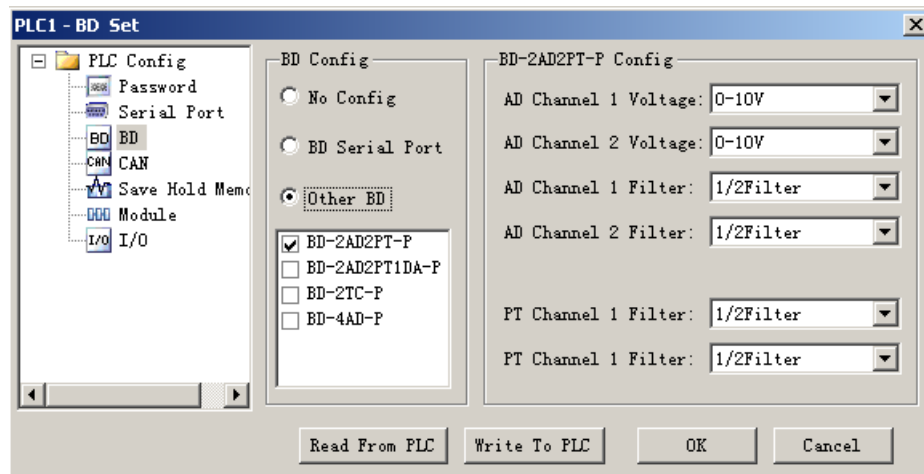 PLC1 - BD Set
PLC Config
Password
Serial Port
BD BD
CAN CAN
Save Hold Memo
Module
I/O I/O
BD Config
No Config
BD Serial Port
Other BD
BD-2AD2PT-P
BD-2AD2PT1DA-P
BD-2TC-P
BD-4AD-P
BD-2AD2PT-P Config
AD Channel 1 Voltage: 0-10V
AD Channel 2 Voltage: 0-10V
AD Channel 1 Filter: 1/2Filter
AD Channel 2 Filter: 1/2Filter
PT Channel 1 Filter: 1/2Filter
PT Channel 1 Filter: 1/2Filter
Read From PLC Write To PLC OK Cancel